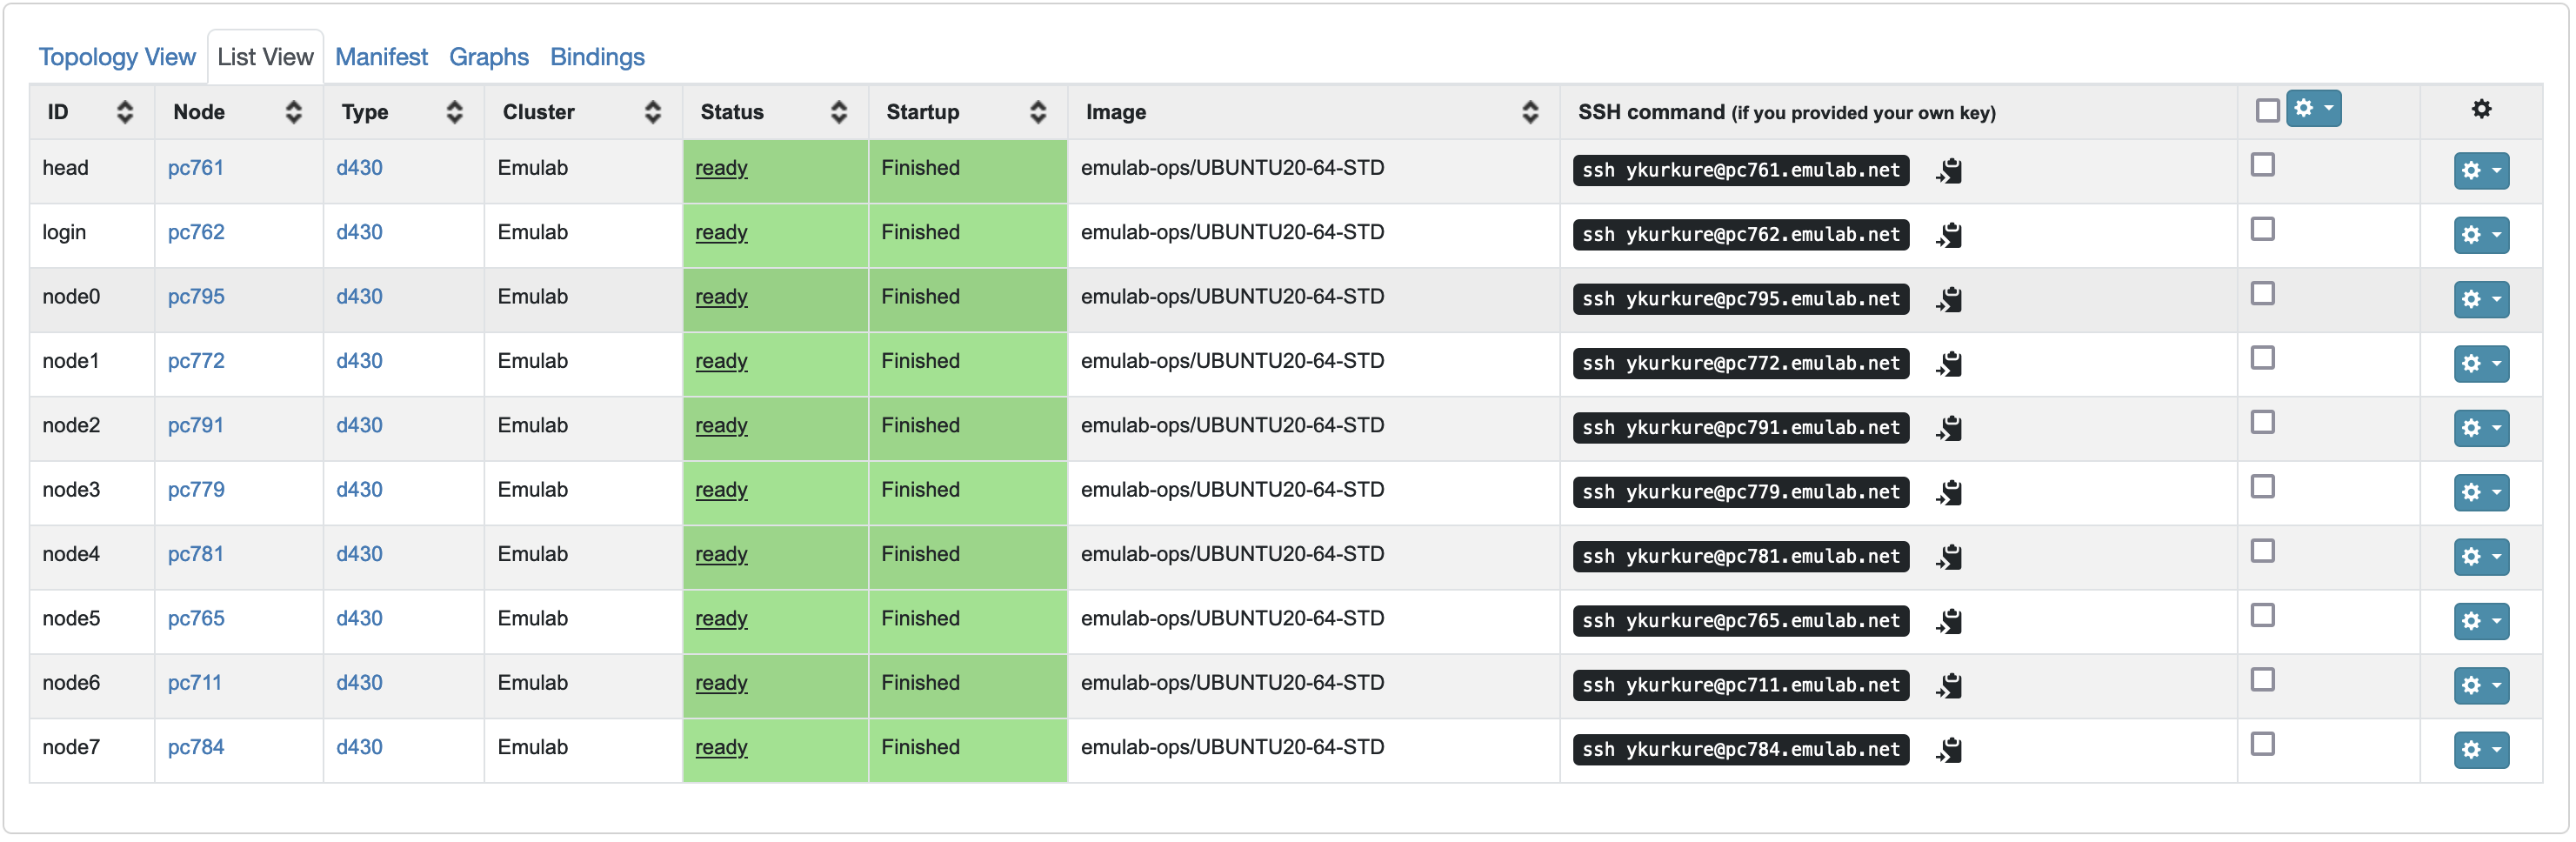 Topology View List View Manifest Graphs Bindings
ID Node Type Cluster Status Startup Image SSH command (if you provided your own key)
head pc761 d430 Emulab ready Finished emulab-ops/UBUNTU20-64-STD ssh ykurkure@pc761.emulab.net
login pc762 d430 Emulab ready Finished emulab-ops/UBUNTU20-64-STD ssh ykurkure@pc762.emulab.net
node0 pc795 d430 Emulab ready Finished emulab-ops/UBUNTU20-64-STD ssh ykurkure@pc795.emulab.net
node1 pc772 d430 Emulab ready Finished emulab-ops/UBUNTU20-64-STD ssh ykurkure@pc772.emulab.net
node2 pc791 d430 Emulab ready Finished emulab-ops/UBUNTU20-64-STD ssh ykurkure@pc791.emulab.net
node3 pc779 d430 Emulab ready Finished emulab-ops/UBUNTU20-64-STD ssh ykurkure@pc779.emulab.net
node4 pc781 d430 Emulab ready Finished emulab-ops/UBUNTU20-64-STD ssh ykurkure@pc781.emulab.net
node5 pc765 d430 Emulab ready Finished emulab-ops/UBUNTU20-64-STD ssh ykurkure@pc765.emulab.net
node6 pc711 d430 Emulab ready Finished emulab-ops/UBUNTU20-64-STD ssh ykurkure@pc711.emulab.net
node7 pc784 d430 Emulab ready Finished emulab-ops/UBUNTU20-64-STD ssh ykurkure@pc784.emulab.net